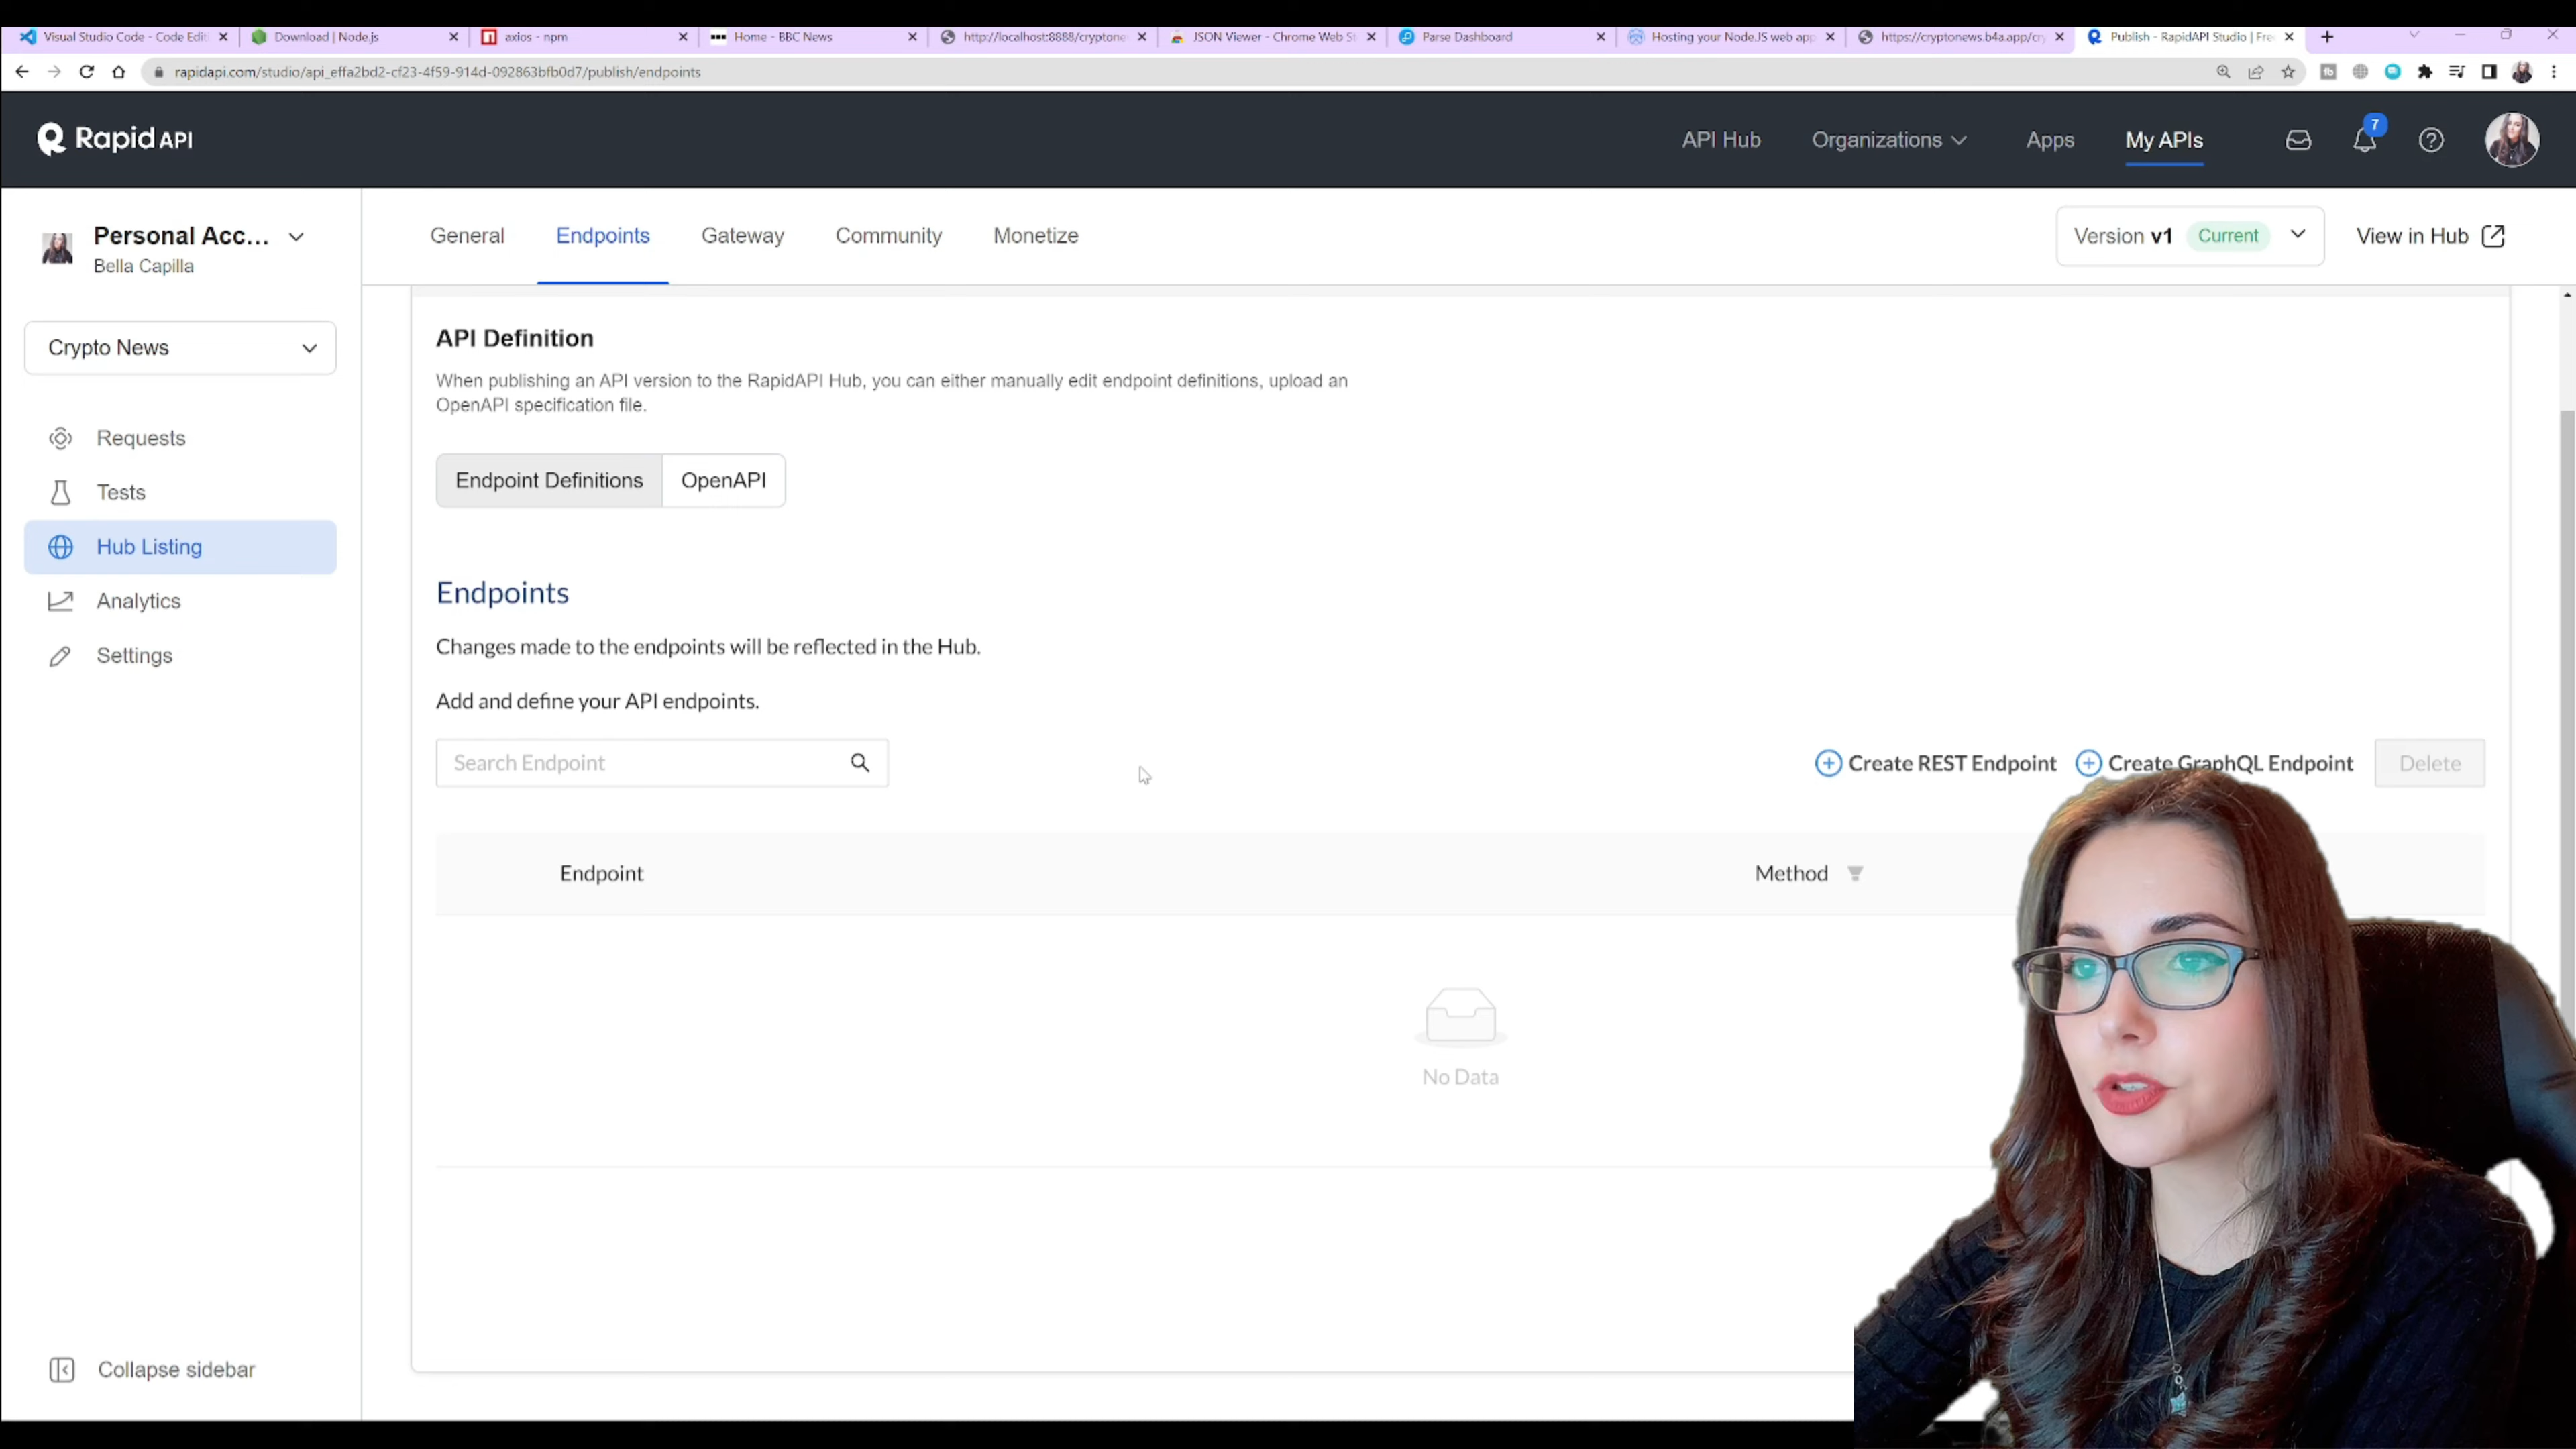 Visual Studio Code - Code Edit
Download | Node.js
axios - npm
Home - BBC News
http://localhost:8888/cryptone
JSON Viewer - Chrome Web St
Parse Dashboard
Hosting your Node.JS web app
https://cryptonews.b4a.app/cry
Publish - RapidAPI Studio | Fre
rapidapi.com/studio/api_effa2bd2-cf23-4f59-914d-092863bfb0d7/publish/endpoints
Rapid API
API Hub
Organizations
Apps
My APIs
7
Personal Acc...
Bella Capilla
General
Endpoints
Gateway
Community
Monetize
Version v1 Current
View in Hub
Crypto News
Requests
Tests
Hub Listing
Analytics
Settings
Collapse sidebar
API Definition
When publishing an API version to the RapidAPI Hub, you can either manually edit endpoint definitions, upload an
OpenAPI specification file.
Endpoint Definitions
OpenAPI
Endpoints
Changes made to the endpoints will be reflected in the Hub.
Add and define your API endpoints.
Search Endpoint
Create REST Endpoint
Create GraphQL Endpoint
Delete
Endpoint
Method
No Data